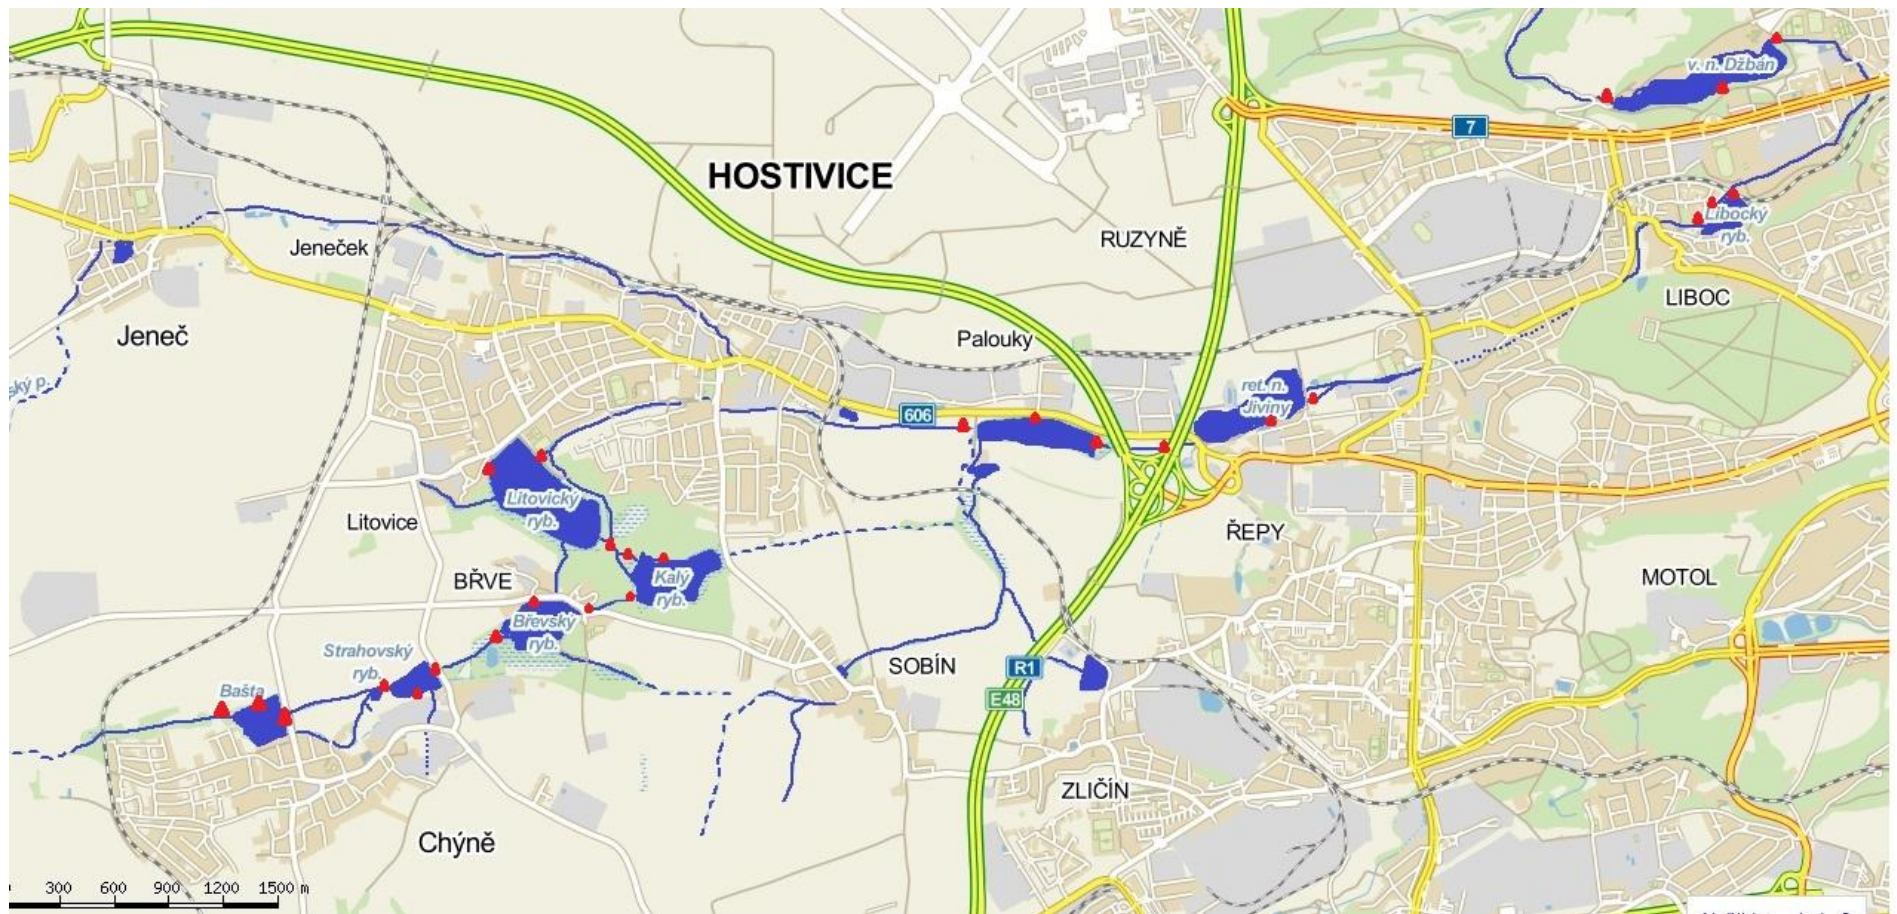 v. n. Džbán
7
HOSTIVICE
Libocký
ryb.
Jeneček
RUZYNĚ
LIBOC
Jeneč
Palouky
ský p.
ret. n.
Jiviny
606
Litovický
ryb.
Litovice
ŘEPY
BŘVE
Kalý
ryb.
MOTOL
Břevský
ryb.
Strahovský
ryb.
SOBÍN
R1
Bašta
E48
ZLIČÍN
Chýně
300 600 900 1200 1500 m